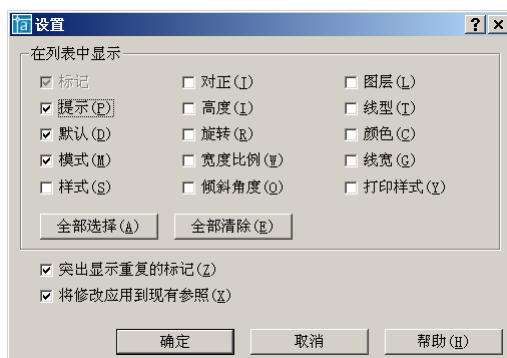 设置
在列表中显示
标记 对正(I) 图层(L)
提示(P) 高度(I) 线型(T)
默认(D) 旋转(R) 颜色(C)
模式(M) 宽度比例(W) 线宽(G)
样式(S) 倾斜角度(O) 打印样式(Y)
全部选择(A) 全部清除(E)
突出显示重复的标记(Z)
将修改应用到现有参照(X)
确定 取消 帮助(H)